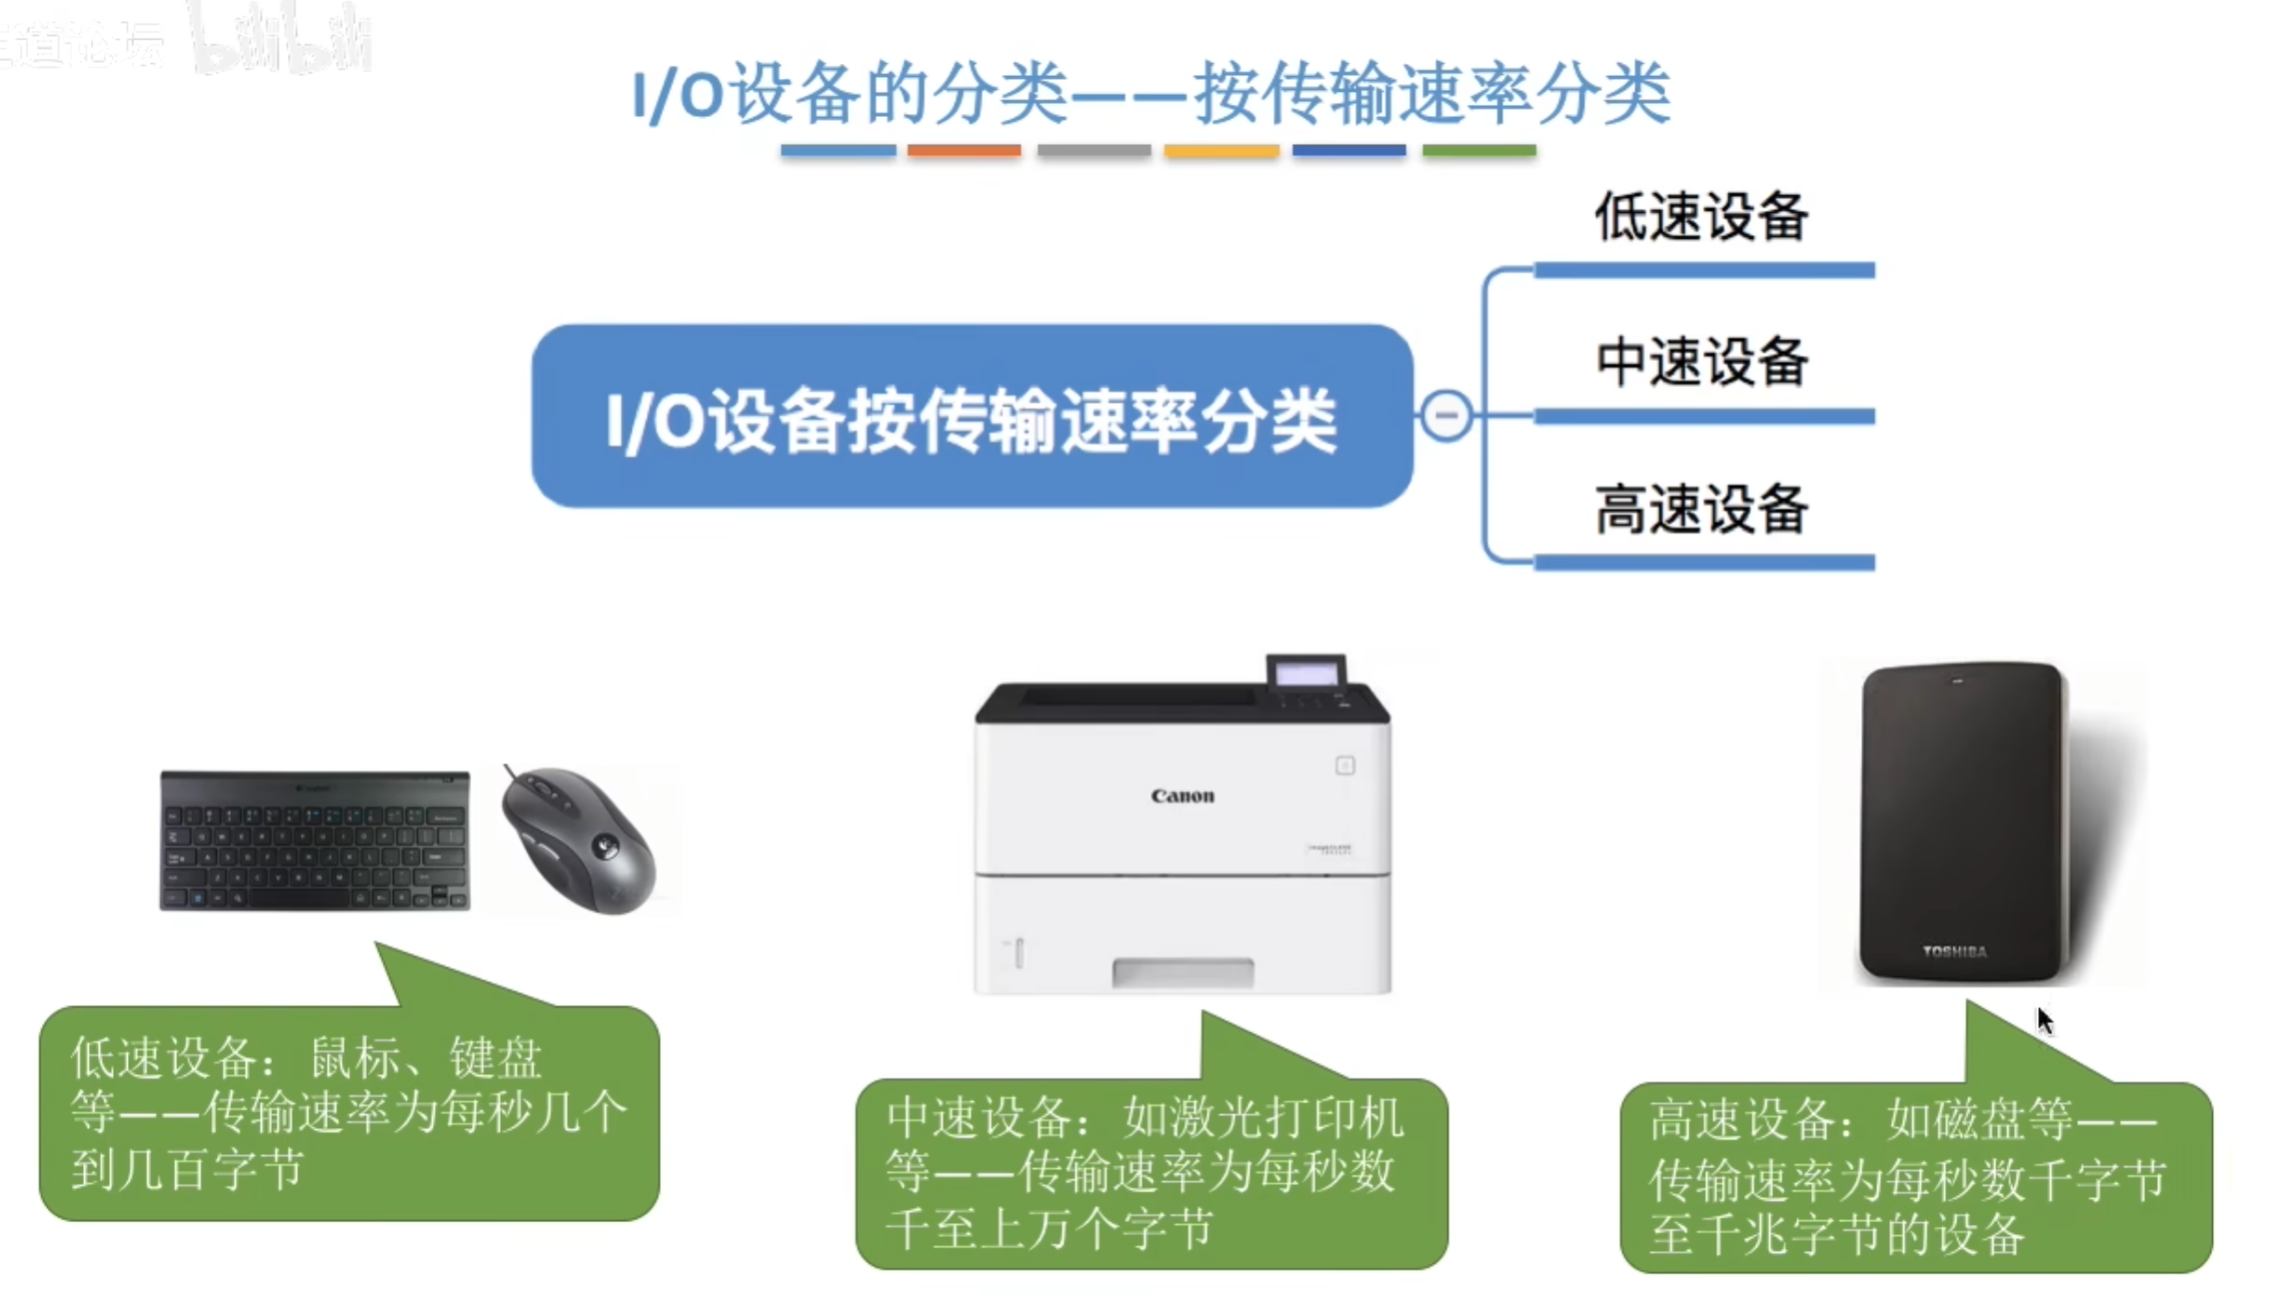 道论坛 bilibili
I/O设备的分类——按传输速率分类
低速设备
I/O设备按传输速率分类
中速设备
高速设备
Canon
TOSHIBA
低速设备：鼠标、键盘
等——传输速率为每秒几个
到几百字节
中速设备：如激光打印机
等——传输速率为每秒数
千至上万个字节
高速设备：如磁盘等——
传输速率为每秒数千字节
至千兆字节的设备